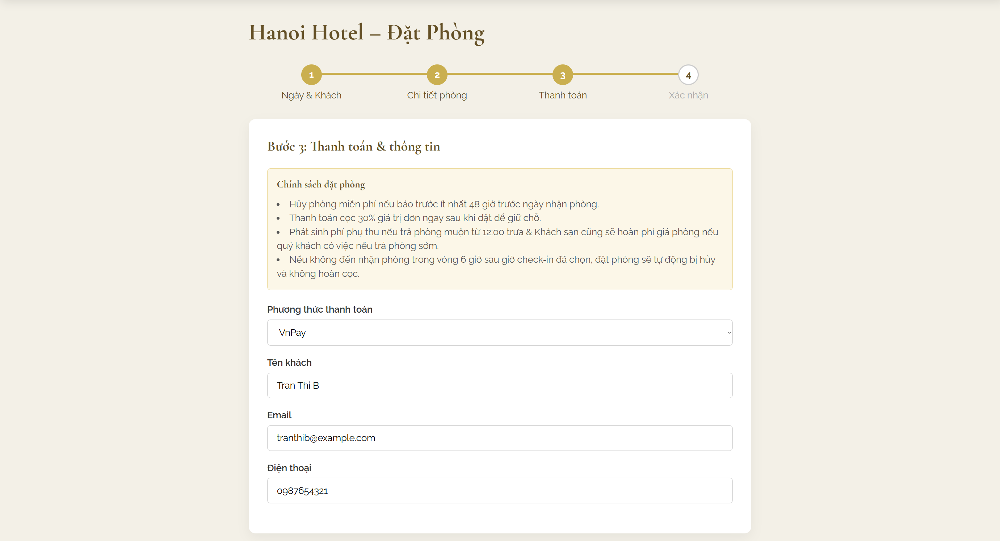 Hanoi Hotel – Đặt Phòng
1
2
3
4
Ngày & Khách
Chi tiết phòng
Thanh toán
Xác nhận
Bước 3: Thanh toán & thông tin
Chính sách đặt phòng
• Hủy phòng miễn phí nếu báo trước ít nhất 48 giờ trước ngày nhận phòng.
• Thanh toán cọc 30% giá trị đơn ngay sau khi đặt để giữ chỗ.
• Phát sinh phí phụ thu nếu trả phòng muộn từ 12:00 trưa & Khách sạn cũng sẽ hoàn phí giá phòng nếu
quý khách có việc nếu trả phòng sớm.
• Nếu không đến nhận phòng trong vòng 6 giờ sau giờ check-in đã chọn, đặt phòng sẽ tự động bị hủy
và không hoàn cọc.
Phương thức thanh toán
VnPay
Tên khách
Tran Thi B
Email
tranthib@example.com
Điện thoại
0987654321